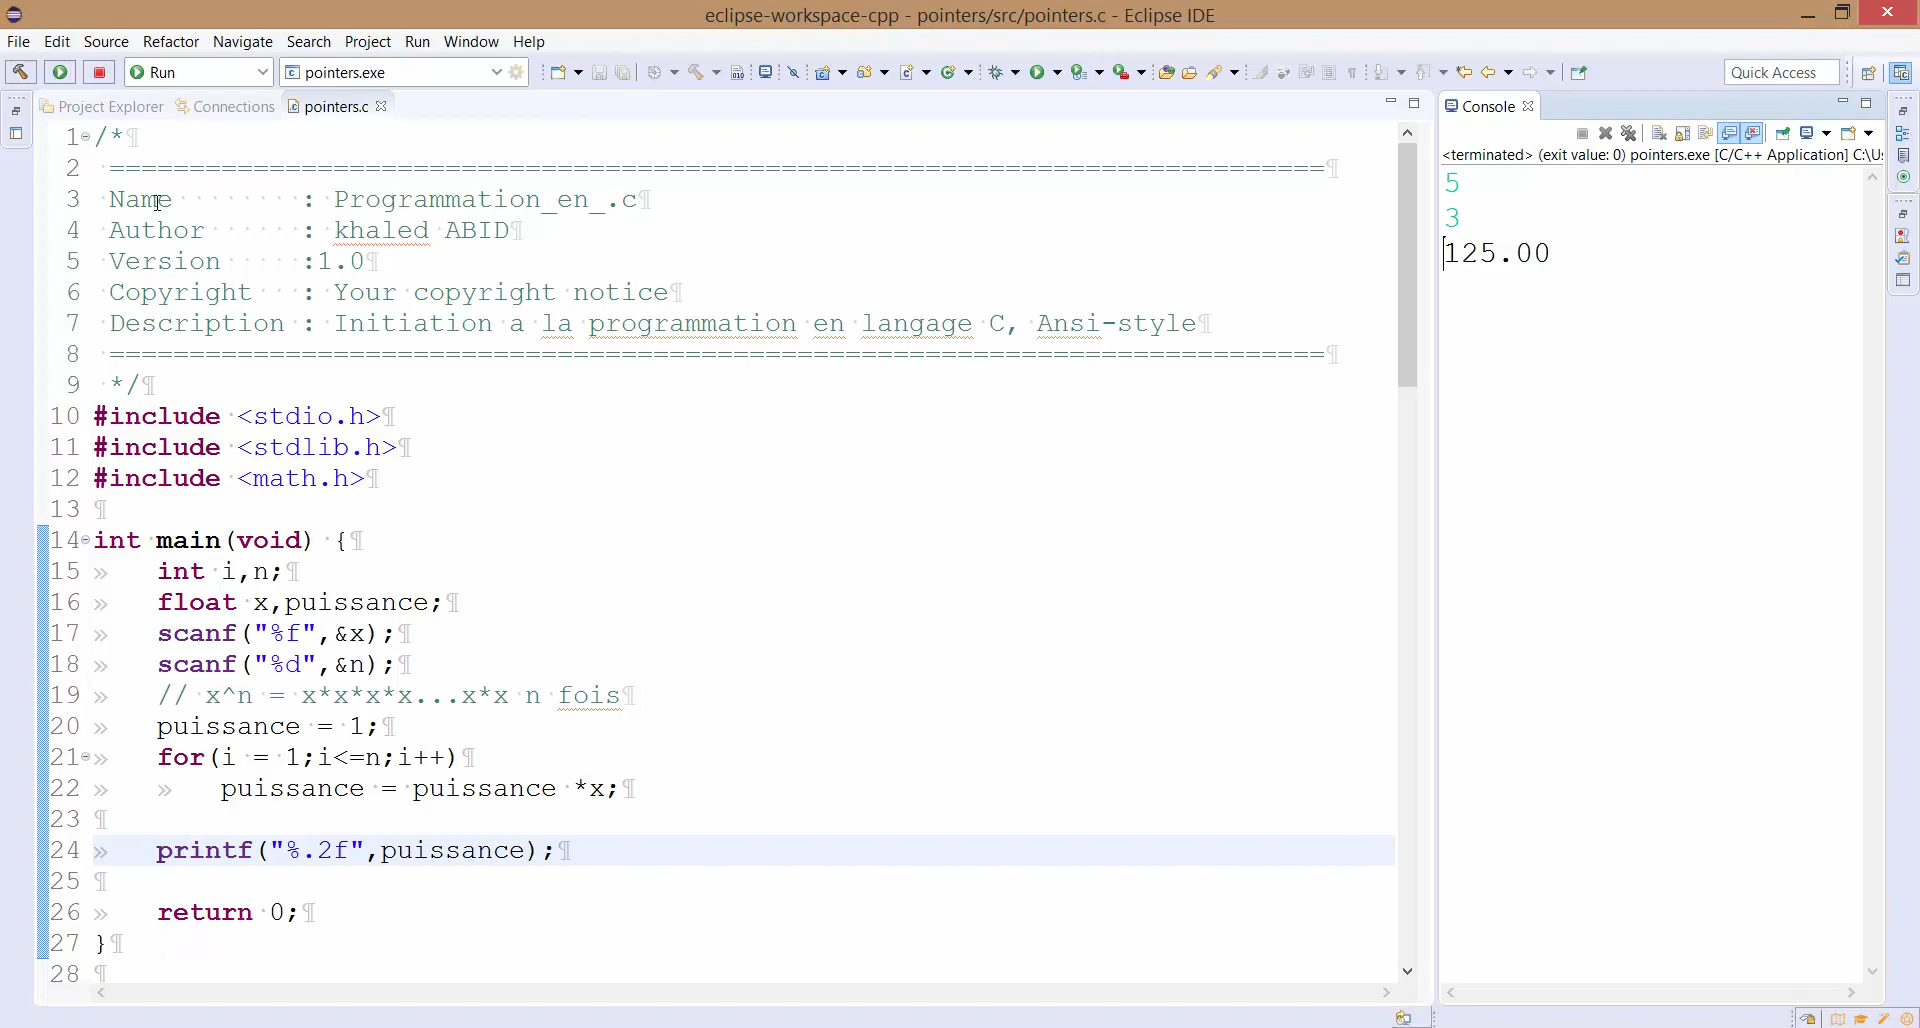 eclipse-workspace-cpp - pointers/src/pointers.c - Eclipse IDE
File Edit Source Refactor Navigate Search Project Run Window Help
Run pointers.exe Quick Access
Project Explorer Connections pointers.c
1 /*¶
2 ============================================================================¶
3 Name : Programmation_en_.c¶
4 Author : khaled ABID¶
5 Version :1.0¶
6 Copyright : Your copyright notice¶
7 Description : Initiation a la programmation en langage C, Ansi-style¶
8 ============================================================================¶
9 */¶
10 #include <stdio.h>¶
11 #include <stdlib.h>¶
12 #include <math.h>¶
13 ¶
14 int main(void) {¶
15 » int i,n;¶
16 » float x,puissance;¶
17 » scanf("%f",&x);¶
18 » scanf("%d",&n);¶
19 » // x^n = x*x*x*x...x*x n fois¶
20 » puissance = 1;¶
21 » for(i = 1;i<=n;i++)¶
22 » » puissance = puissance *x;¶
23 ¶
24 » printf("%.2f",puissance);¶
25 ¶
26 » return 0;¶
27 }¶
28 ¶
Console
<terminated> (exit value: 0) pointers.exe [C/C++ Application] C:\Us
5
3
125.00